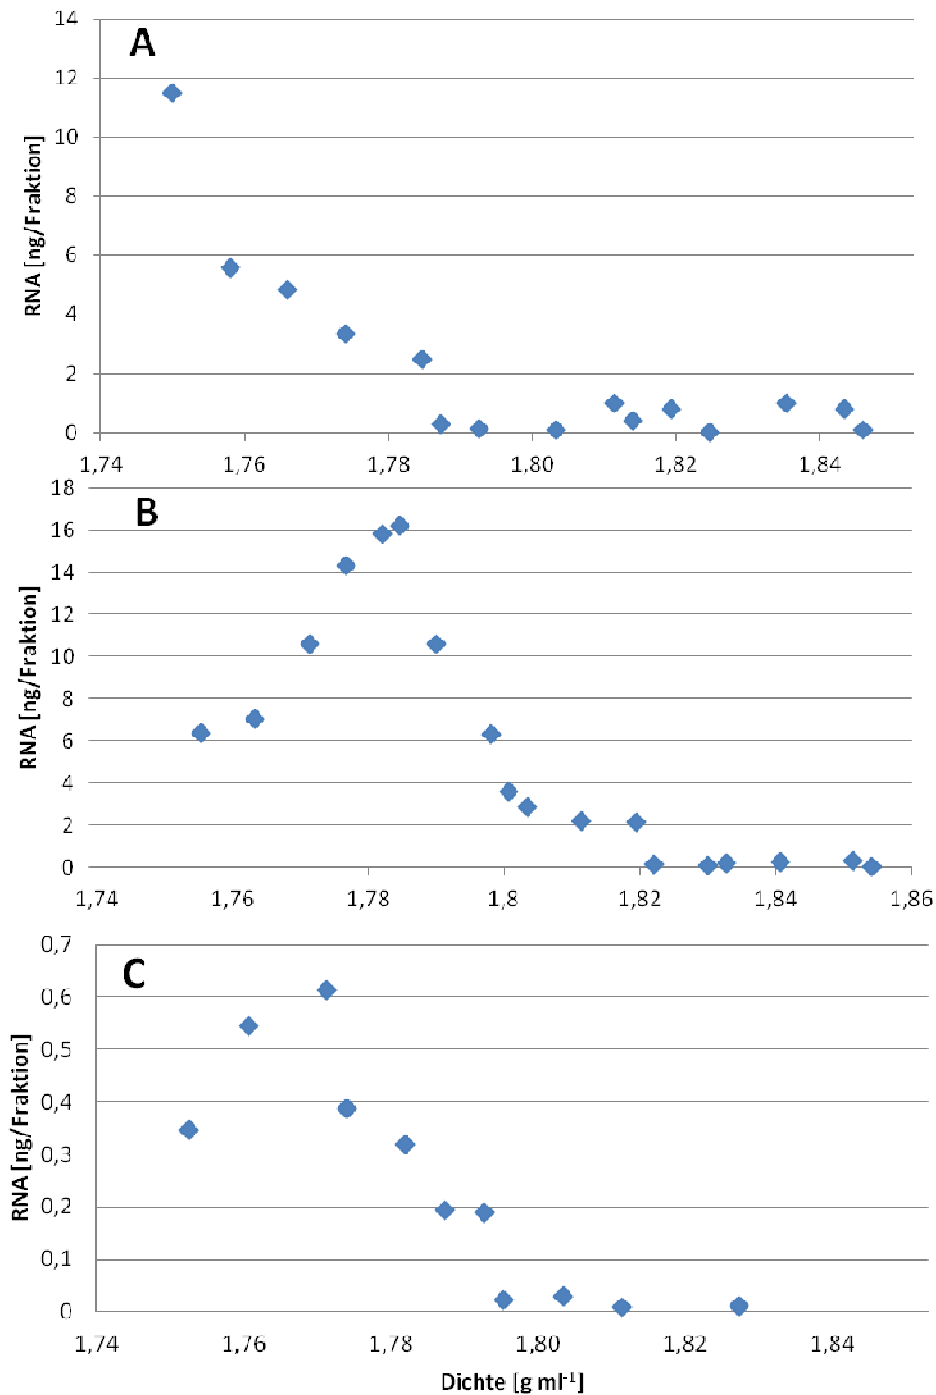 A
14
12
10
8
6
4
2
0
RNA [ng/Fraktion]
1,74 1,76 1,78 1,80 1,82 1,84
B
18
16
14
12
10
8
6
4
2
0
RNA [ng/Fraktion]
1,74 1,76 1,78 1,8 1,82 1,84 1,86
C
0,7
0,6
0,5
0,4
0,3
0,2
0,1
0
RNA [ng/Fraktion]
1,74 1,76 1,78 1,80 1,82 1,84
Dichte [g ml⁻¹]